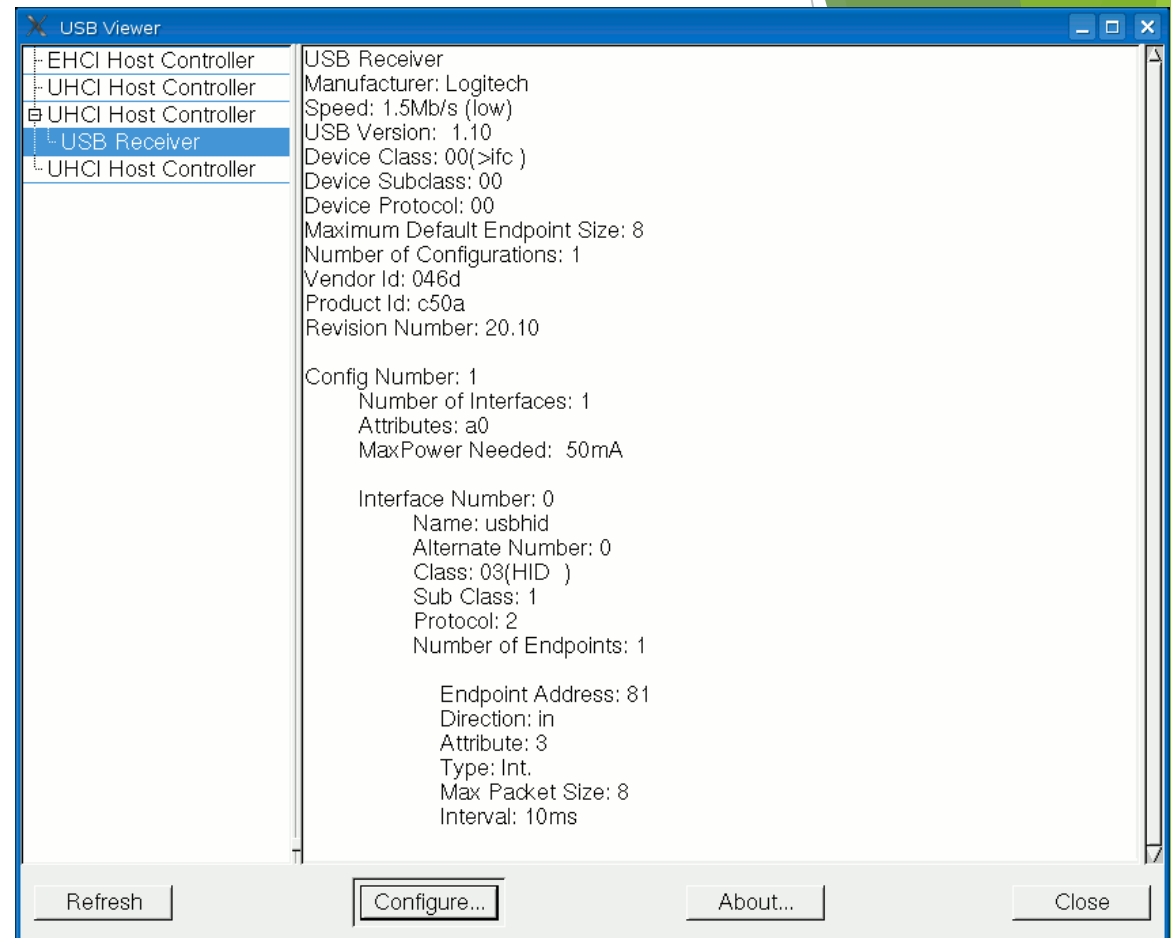 USB Viewer
EHCI Host Controller
UHCI Host Controller
UHCI Host Controller
USB Receiver
UHCI Host Controller
USB Receiver
Manufacturer: Logitech
Speed: 1.5Mb/s (low)
USB Version:  1.10
Device Class: 00(>ifc )
Device Subclass: 00
Device Protocol: 00
Maximum Default Endpoint Size: 8
Number of Configurations: 1
Vendor Id: 046d
Product Id: c50a
Revision Number: 20.10
Config Number: 1
Number of Interfaces: 1
Attributes: a0
MaxPower Needed:  50mA
Interface Number: 0
Name: usbhid
Alternate Number: 0
Class: 03(HID  )
Sub Class: 1
Protocol: 2
Number of Endpoints: 1
Endpoint Address: 81
Direction: in
Attribute: 3
Type: Int.
Max Packet Size: 8
Interval: 10ms
Refresh
Configure...
About...
Close